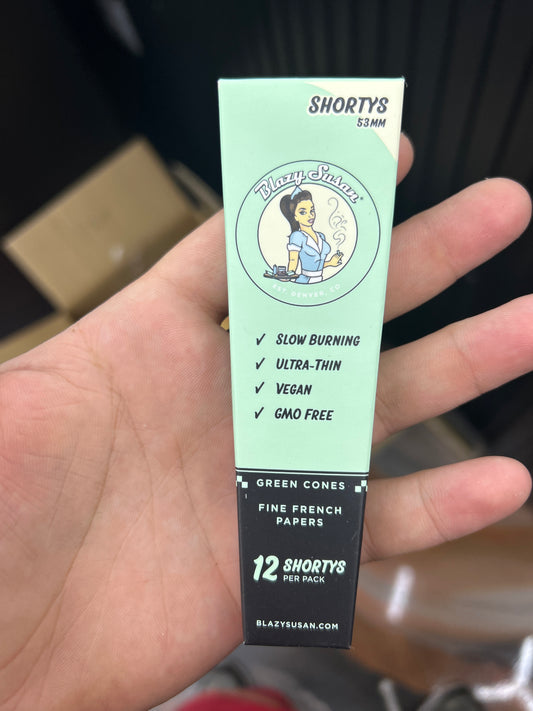 SHORTYS
53MM
Blazy Susan®
EST DENVER, CO
✓ SLOW BURNING
✓ ULTRA-THIN
✓ VEGAN
✓ GMO FREE
GREEN CONES
FINE FRENCH
PAPERS
12 SHORTYS
PER PACK
BLAZYSUSAN.COM